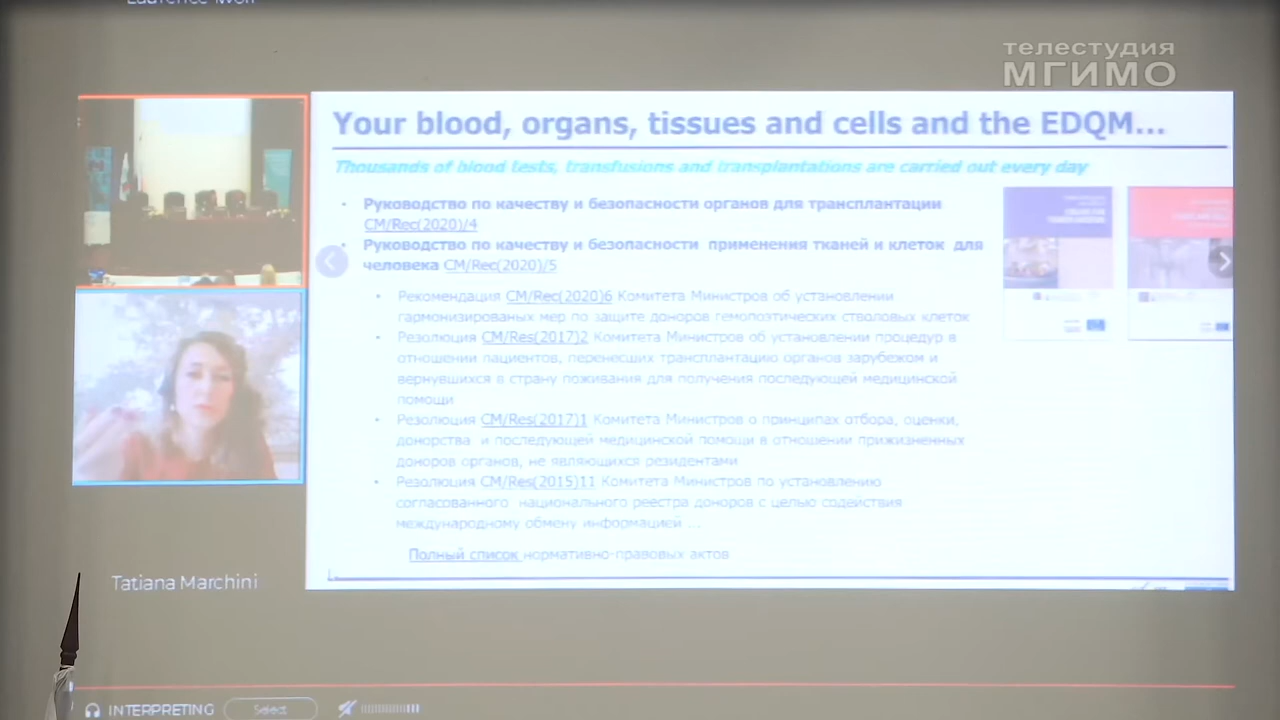 телестудия
МГИМО
Your blood, organs, tissues and cells and the EDQM...
Thousands of blood tests, transfusions and transplantations are carried out every day
• Руководство по качеству и безопасности органов для трансплантации
CM/Rec(2020)/4
• Руководство по качеству и безопасности применения тканей и клеток для
человека CM/Rec(2020)/5
• Рекомендация CM/Rec(2020)6 Комитета Министров об установлении
гармонизированых мер по защите доноров гемопоэтических стволовых клеток
• Резолюция CM/Res(2017)2 Комитета Министров об установлении процедур в
отношении пациентов, перенесших трансплантацию органов зарубежом и
вернувшихся в страну поживания для получения последующей медицинской
помощи
• Резолюция CM/Res(2017)1 Комитета Министров о принципах отбора, оценки,
донорства и последующей медицинской помощи в отношении прижизненных
доноров органов, не являющихся резидентами
• Резолюция CM/Res(2015)11 Комитета Министров по установлению
согласованного национального реестра доноров с целью содействия
международному обмену информацией ...
Полный список нормативно-правовых актов
Tatiana Marchini
INTERPRETING
Select